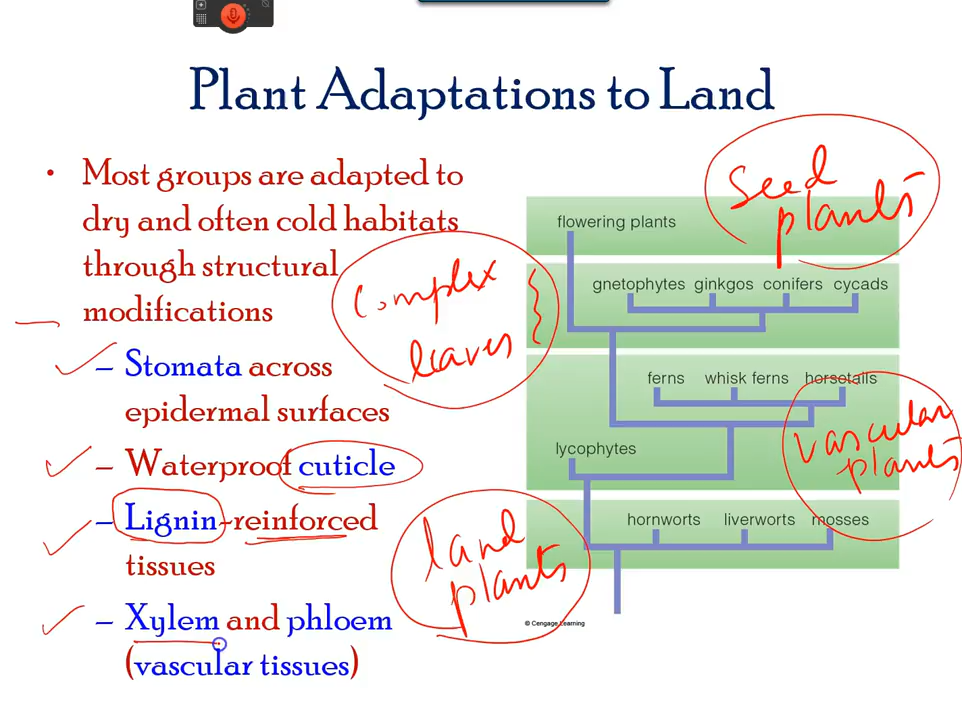 Plant Adaptations to Land
• Most groups are adapted to
dry and often cold habitats
through structural
modifications
– Stomata across
epidermal surfaces
– Waterproof cuticle
– Lignin-reinforced
tissues
– Xylem and phloem
(vascular tissues)
complex
leaves
seed
plants
flowering plants
gnetophytes ginkgos conifers cycads
ferns whisk ferns horsetails
vascular
plants
lycophytes
hornworts liverworts mosses
land
plants
© Cengage Learning